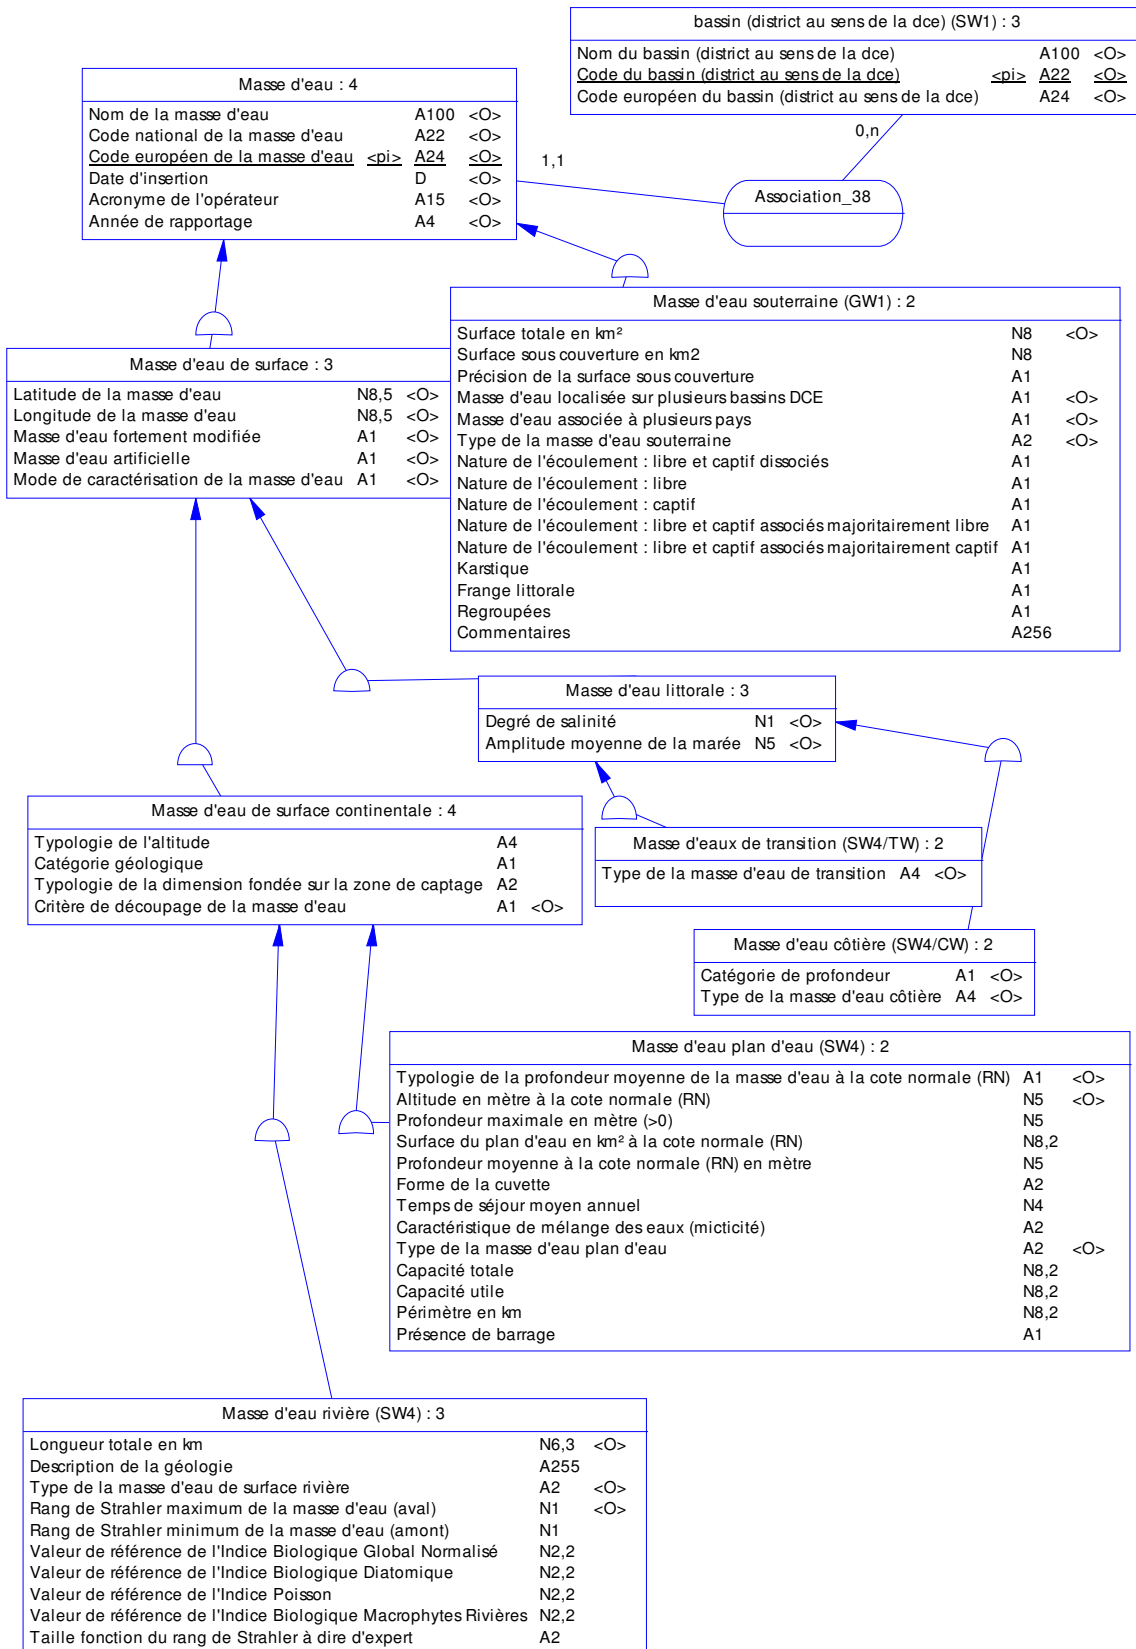 bassin (district au sens de la dce) (SW1) : 3
Nom du bassin (district au sens de la dce) A100 <O>
Code du bassin (district au sens de la dce) <pi> A22 <O>
Code européen du bassin (district au sens de la dce) A24 <O>
Masse d'eau : 4
Nom de la masse d'eau A100 <O>
Code national de la masse d'eau A22 <O>
Code européen de la masse d'eau <pi> A24 <O>
Date d'insertion D <O>
Acronyme de l'opérateur A15 <O>
Année de rapportage A4 <O>
0,n
1,1
Association_38
Masse d'eau souterraine (GW1) : 2
Surface totale en km² N8 <O>
Surface sous couverture en km2 N8
Précision de la surface sous couverture A1
Masse d'eau localisée sur plusieurs bassins DCE A1 <O>
Masse d'eau associée à plusieurs pays A1 <O>
Type de la masse d'eau souterraine A2 <O>
Nature de l'écoulement : libre et captif dissociés A1
Nature de l'écoulement : libre A1
Nature de l'écoulement : captif A1
Nature de l'écoulement : libre et captif associés majoritairement libre A1
Nature de l'écoulement : libre et captif associés majoritairement captif A1
Karstique A1
Frange littorale A1
Regroupées A1
Commentaires A256
Masse d'eau de surface : 3
Latitude de la masse d'eau N8,5 <O>
Longitude de la masse d'eau N8,5 <O>
Masse d'eau fortement modifiée A1 <O>
Masse d'eau artificielle A1 <O>
Mode de caractérisation de la masse d'eau A1 <O>
Masse d'eau littorale : 3
Degré de salinité N1 <O>
Amplitude moyenne de la marée N5 <O>
Masse d'eau de surface continentale : 4
Typologie de l'altitude A4
Catégorie géologique A1
Typologie de la dimension fondée sur la zone de captage A2
Critère de découpage de la masse d'eau A1 <O>
Masse d'eaux de transition (SW4/TW) : 2
Type de la masse d'eau de transition A4 <O>
Masse d'eau côtière (SW4/CW) : 2
Catégorie de profondeur A1 <O>
Type de la masse d'eau côtière A4 <O>
Masse d'eau plan d'eau (SW4) : 2
Typologie de la profondeur moyenne de la masse d'eau à la cote normale (RN) A1 <O>
Altitude en mètre à la cote normale (RN) N5 <O>
Profondeur maximale en mètre (>0) N5
Surface du plan d'eau en km² à la cote normale (RN) N8,2
Profondeur moyenne à la cote normale (RN) en mètre N5
Forme de la cuvette A2
Temps de séjour moyen annuel N4
Caractéristique de mélange des eaux (micticité) A2
Type de la masse d'eau plan d'eau A2 <O>
Capacité totale N8,2
Capacité utile N8,2
Périmètre en km N8,2
Présence de barrage A1
Masse d'eau rivière (SW4) : 3
Longueur totale en km N6,3 <O>
Description de la géologie A255
Type de la masse d'eau de surface rivière A2 <O>
Rang de Strahler maximum de la masse d'eau (aval) N1 <O>
Rang de Strahler minimum de la masse d'eau (amont) N1
Valeur de référence de l'Indice Biologique Global Normalisé N2,2
Valeur de référence de l'Indice Biologique Diatomique N2,2
Valeur de référence de l'Indice Poisson N2,2
Valeur de référence de l'Indice Biologique Macrophytes Rivières N2,2
Taille fonction du rang de Strahler à dire d'expert A2